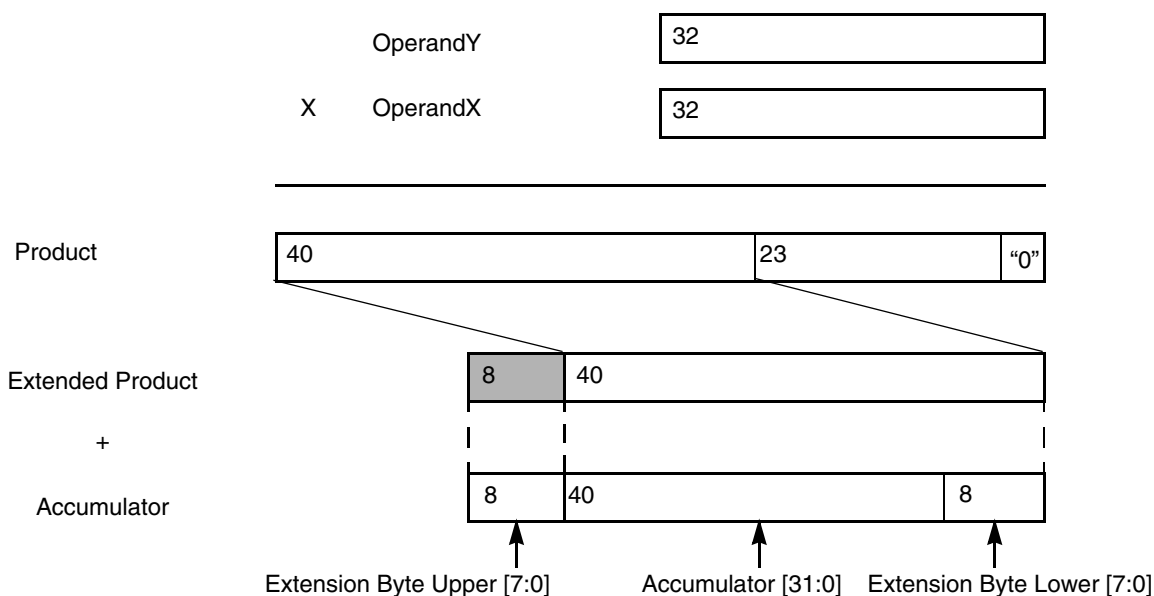 OperandY 32
X OperandX 32
Product 40 23 “0”
Extended Product 8 40
+
Accumulator 8 40 8
Extension Byte Upper [7:0] Accumulator [31:0] Extension Byte Lower [7:0]